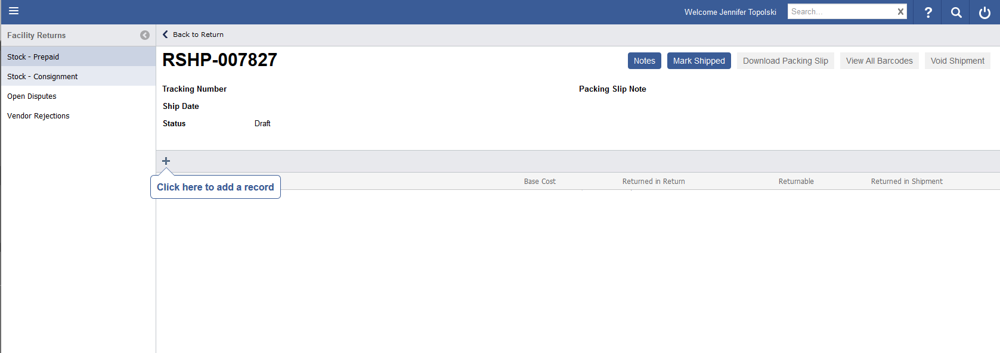 Welcome Jennifer Topolski
Search...
X
?
Facility Returns
Back to Return
Stock - Prepaid
Stock - Consignment
Open Disputes
Vendor Rejections
RSHP-007827
Notes
Mark Shipped
Download Packing Slip
View All Barcodes
Void Shipment
Tracking Number
Packing Slip Note
Ship Date
Status Draft
+
Click here to add a record
Base Cost Returned in Return Returnable Returned in Shipment